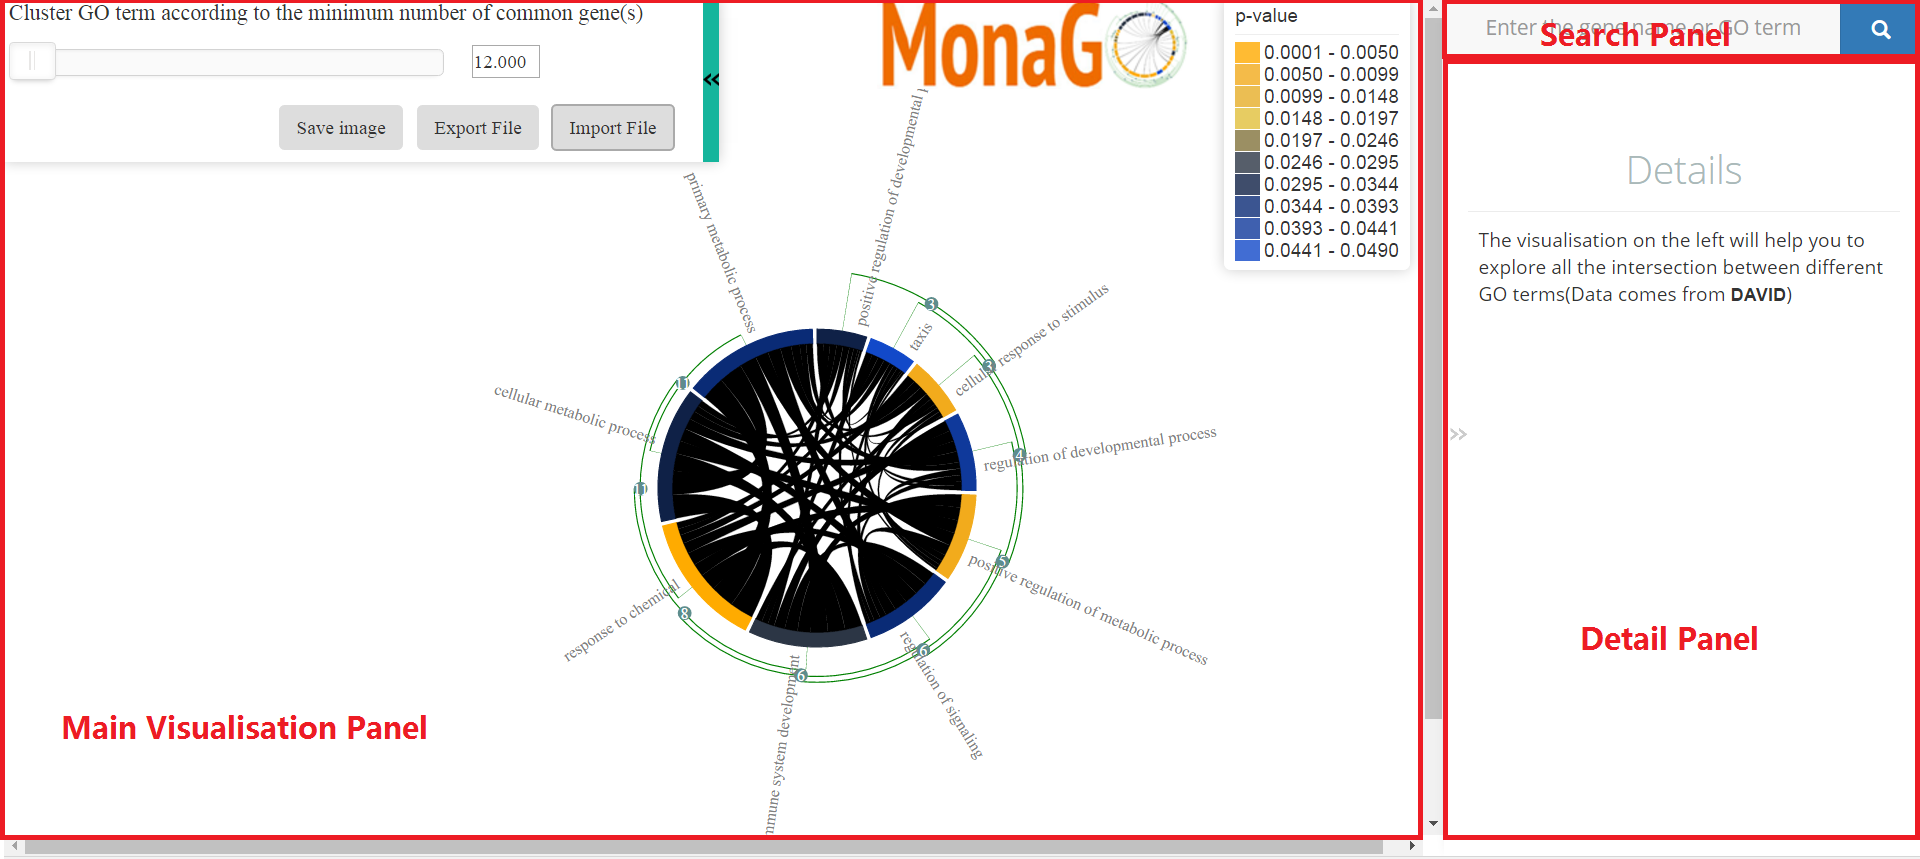 Cluster GO term according to the minimum number of common gene(s)
12.000
«
Save image
Export File
Import File
MonaG
p-value
0.0001 - 0.0050
0.0050 - 0.0099
0.0099 - 0.0148
0.0148 - 0.0197
0.0197 - 0.0246
0.0246 - 0.0295
0.0295 - 0.0344
0.0344 - 0.0393
0.0393 - 0.0441
0.0441 - 0.0490
primary metabolic process
positive regulation of developmental
taxis
cellular response to stimulus
regulation of developmental process
positive regulation of metabolic process
regulation of signaling
mmune system development
response to chemical
cellular metabolic process
3
3
4
5
6
6
8
11
11
Main Visualisation Panel
Enter the gene name or GO term
Search Panel
Details
The visualisation on the left will help you to
explore all the intersection between different
GO terms(Data comes from DAVID)
»
Detail Panel